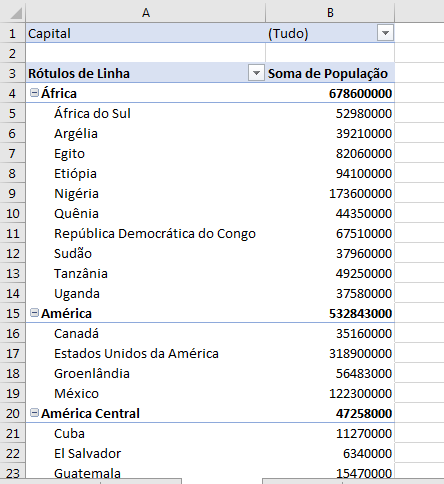 A B
1 Capital (Tudo)
2
3 Rótulos de Linha Soma de População
4 África 678600000
5 África do Sul 52980000
6 Argélia 39210000
7 Egito 82060000
8 Etiópia 94100000
9 Nigéria 173600000
10 Quênia 44350000
11 República Democrática do Congo 67510000
12 Sudão 37960000
13 Tanzânia 49250000
14 Uganda 37580000
15 América 532843000
16 Canadá 35160000
17 Estados Unidos da América 318900000
18 Groenlândia 56483000
19 México 122300000
20 América Central 47258000
21 Cuba 11270000
22 El Salvador 6340000
23 Guatemala 15470000